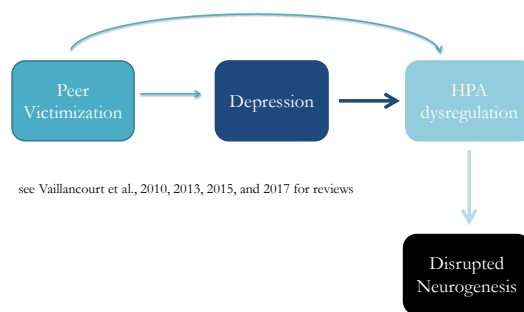 Peer
Victimization
Depression
HPA
dysregulation
see Vaillancourt et al., 2010, 2013, 2015, and 2017 for reviews
Disrupted
Neurogenesis